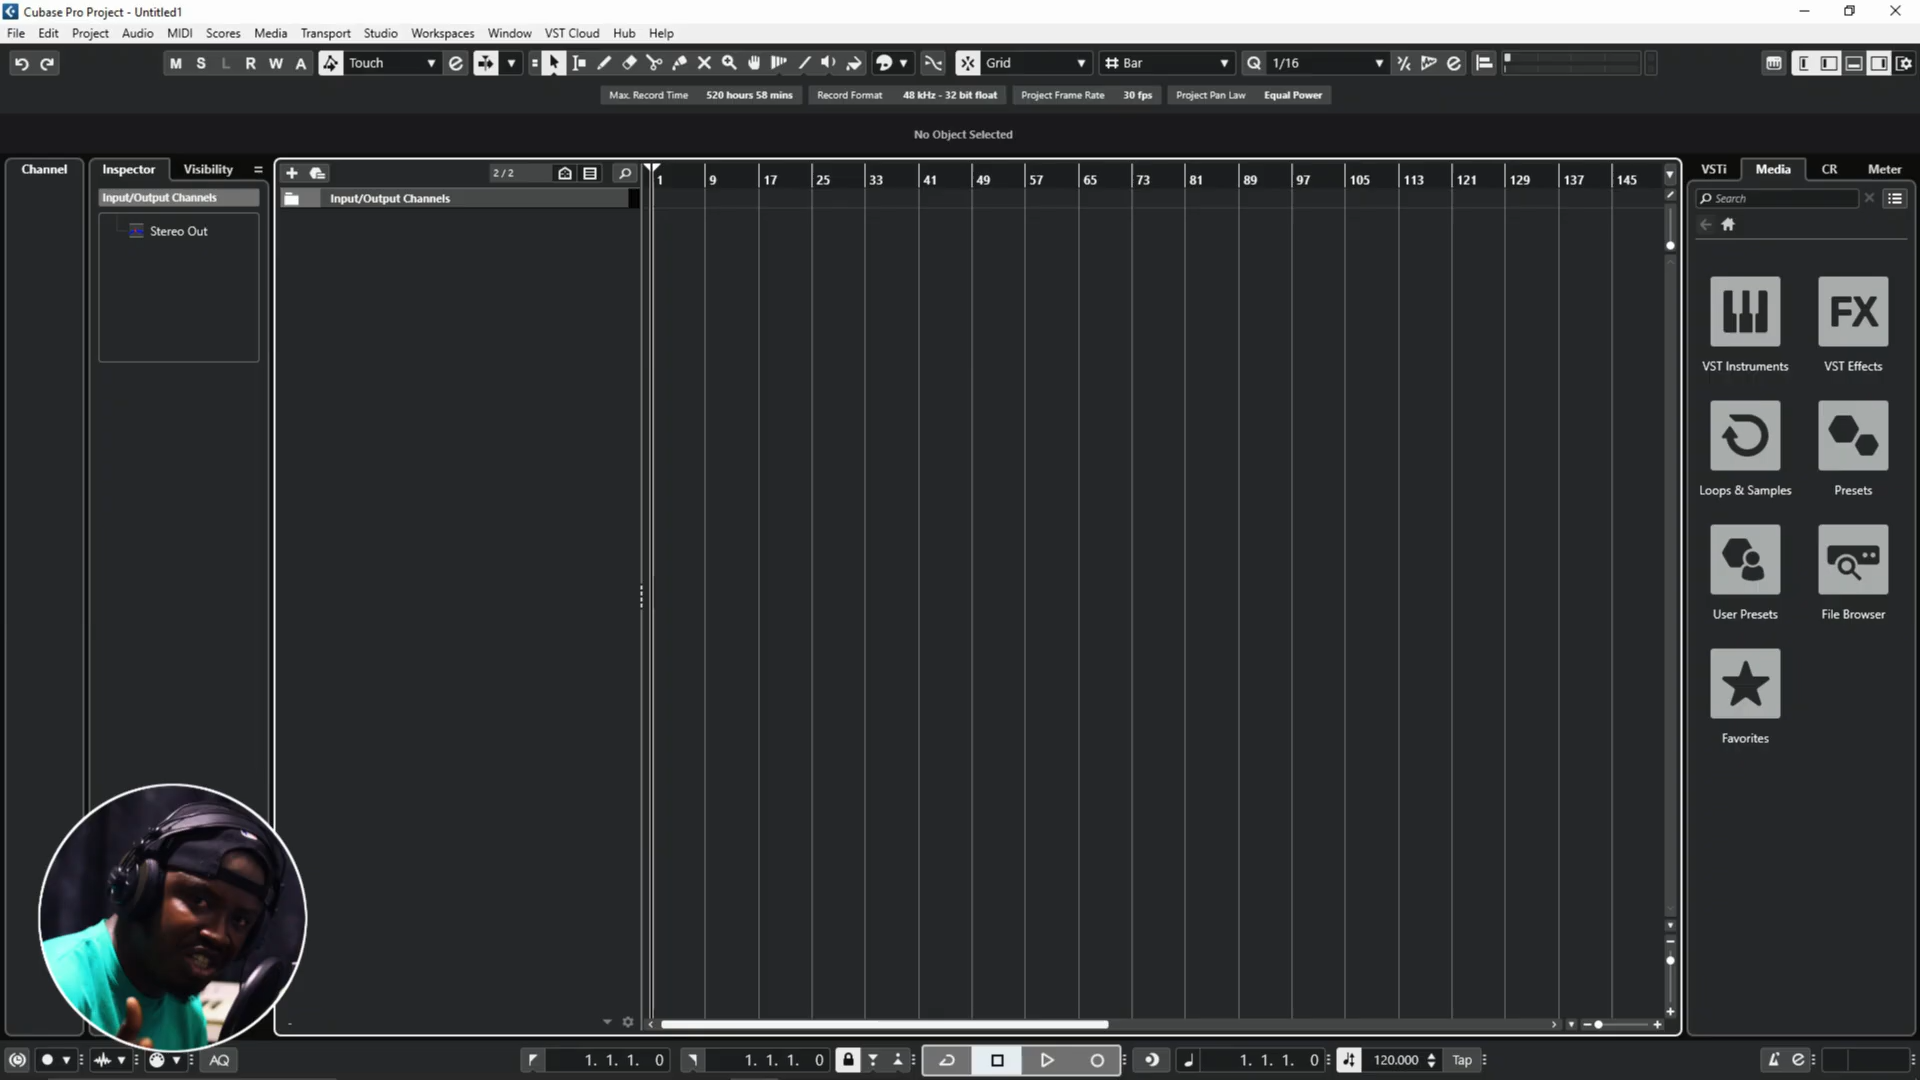 Cubase Pro Project - Untitled1
File Edit Project Audio MIDI Scores Media Transport Studio Workspaces Window VST Cloud Hub Help
M S L R W A Touch Grid Bar Q 1/16
Max. Record Time 520 hours 58 mins Record Format 48 kHz - 32 bit float Project Frame Rate 30 fps Project Pan Law Equal Power
No Object Selected
Channel Inspector Visibility
2 / 2
1 9 17 25 33 41 49 57 65 73 81 89 97 105 113 121 129 137 145
VSTi Media CR Meter
Input/Output Channels
Input/Output Channels
Search
Stereo Out
FX
VST Instruments VST Effects
Loops & Samples Presets
User Presets File Browser
Favorites
AQ 1. 1. 1. 0 1. 1. 1. 0 1. 1. 1. 0 120.000 Tap